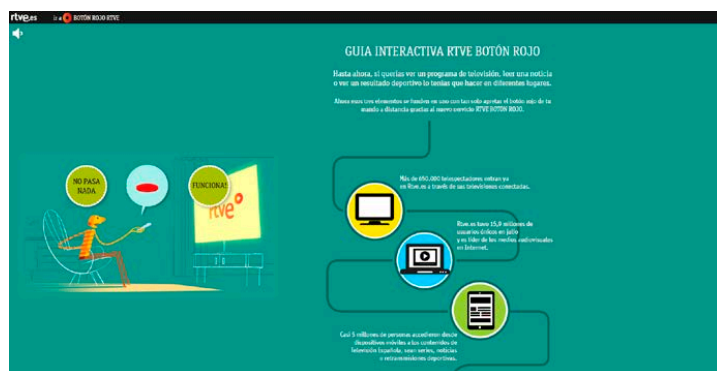 rtve.es ir a BOTÓN ROJO RTVE
GUIA INTERACTIVA RTVE BOTÓN ROJO
Hasta ahora, si querías ver un programa de televisión, leer una noticia
o ver un resultado deportivo lo tenías que hacer en diferentes lugares.
Ahora esos tres elementos se funden en uno con tan solo apretar el botón rojo de tu
mando a distancia gracias al nuevo servicio RTVE BOTÓN ROJO.
NO PASA
NADA
FUNCIONA!
rtve
Más de 650.000 telespectadores entran ya
en Rtve.es a través de sus televisiones conectadas.
Rtve.es tuvo 15,9 millones de
usuarios únicos en julio
y es líder de los medios audiovisuales
en Internet.
Casi 5 millones de personas accedieron desde
dispositivos móviles a los contenidos de
Televisión Española, sean series, noticias
o retransmisiones deportivas.